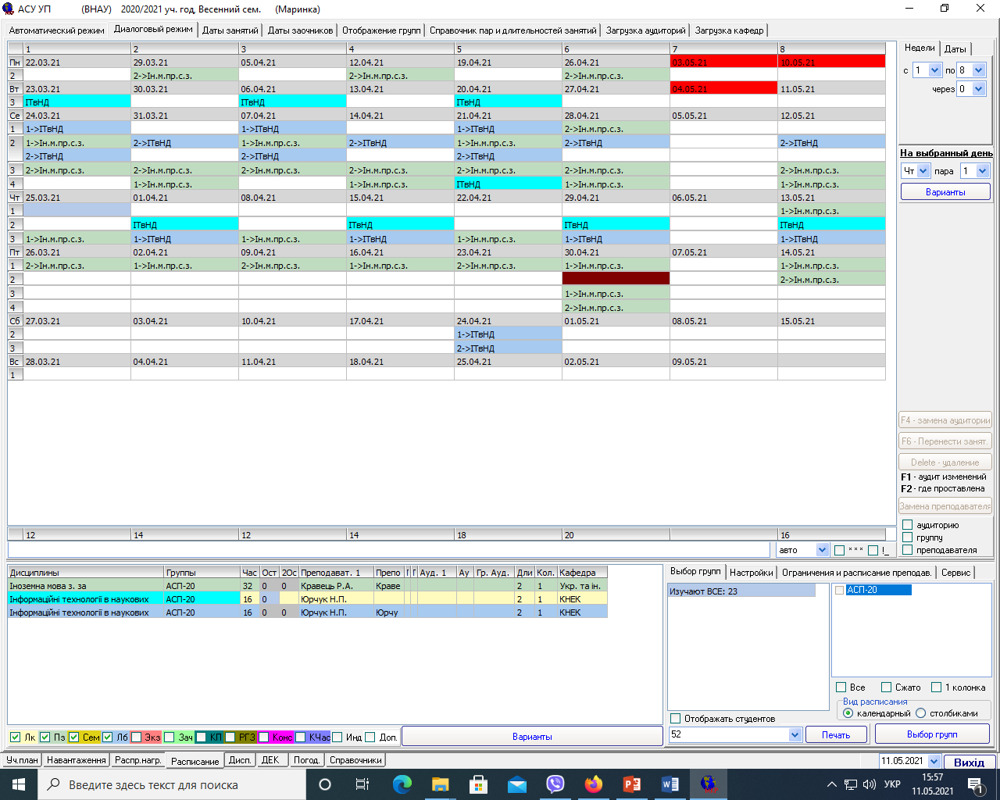 АСУ УП (ВНАУ) 2020/2021 уч. год, Весенний сем. (Маринка)
Автоматический режим Диалоговый режим Даты занятий Даты заочников Отображение групп Справочник пар и длительностей занятий Загрузка аудиторий Загрузка кафедр
1 2 3 4 5 6 7 8
Пн 22.03.21 29.03.21 05.04.21 12.04.21 19.04.21 26.04.21 03.05.21 10.05.21
2 2->Ін.м.пр.с.з. 2->Ін.м.пр.с.з. 2->Ін.м.пр.с.з.
Вт 23.03.21 30.03.21 06.04.21 13.04.21 20.04.21 27.04.21 04.05.21 11.05.21
3 ІТвНД ІТвНД ІТвНД
Се 24.03.21 31.03.21 07.04.21 14.04.21 21.04.21 28.04.21 05.05.21 12.05.21
1 1->ІТвНД 1->ІТвНД 1->ІТвНД 2->Ін.м.пр.с.з.
2 1->Ін.м.пр.с.з. 2->ІТвНД 1->Ін.м.пр.с.з. 2->ІТвНД 1->Ін.м.пр.с.з. 2->ІТвНД 2->ІТвНД
2->ІТвНД 2->ІТвНД 2->ІТвНД
3 2->Ін.м.пр.с.з. 2->Ін.м.пр.с.з. 2->Ін.м.пр.с.з. 2->Ін.м.пр.с.з. 2->Ін.м.пр.с.з. 2->Ін.м.пр.с.з. 2->Ін.м.пр.с.з.
4 1->Ін.м.пр.с.з. 1->Ін.м.пр.с.з. ІТвНД 1->Ін.м.пр.с.з. 1->Ін.м.пр.с.з.
Чт 25.03.21 01.04.21 08.04.21 15.04.21 22.04.21 29.04.21 06.05.21 13.05.21
1 1->Ін.м.пр.с.з.
2 ІТвНД ІТвНД ІТвНД ІТвНД
3 1->Ін.м.пр.с.з. 1->ІТвНД 1->Ін.м.пр.с.з. 1->ІТвНД 1->Ін.м.пр.с.з. 1->ІТвНД 1->ІТвНД
Пт 26.03.21 02.04.21 09.04.21 16.04.21 23.04.21 30.04.21 07.05.21 14.05.21
1 2->Ін.м.пр.с.з. 1->Ін.м.пр.с.з. 2->Ін.м.пр.с.з. 1->Ін.м.пр.с.з. 2->Ін.м.пр.с.з. 1->Ін.м.пр.с.з. 1->Ін.м.пр.с.з.
2 2->Ін.м.пр.с.з.
3 1->Ін.м.пр.с.з.
4 2->Ін.м.пр.с.з.
Сб 27.03.21 03.04.21 10.04.21 17.04.21 24.04.21 01.05.21 08.05.21 15.05.21
2 1->ІТвНД
3 2->ІТвНД
Вс 28.03.21 04.04.21 11.04.21 18.04.21 25.04.21 02.05.21 09.05.21
1
12 14 12 14 18 20 16
авто *** !_
Недели Даты
с 1 по 8
через 0
На выбранный день
Чт пара 1
Варианты
F4 - замена аудитории
F6 - Перенести занят.
Delete - удаление
F1 - аудит изменений
F2 - где проставлена
Замена преподавателя
аудиторию
группу
преподавателя
Дисциплины Группы Час Ост 2Ос Преподават. 1 Препо Ауд. 1 Ау Гр. Ауд. Дли Кол. Кафедра
Іноземна мова з. за АСП-20 32 0 0 Кравець Р.А. Краве 2 1 Укр. та ін.
Інформаційні технології в наукових АСП-20 16 0 Юрчук Н.П. 2 1 КНЕК
Інформаційні технології в наукових АСП-20 16 0 0 Юрчук Н.П. Юрчу 2 1 КНЕК
Лк Пз Сем Лб Экз Зач КП РГЗ Конс КЧас Инд Доп. Варианты
Выбор групп Настройки Ограничения и расписание преподав. Сервис
Изучают ВСЕ: 23 АСП-20
Все Сжато 1 колонка
Вид расписания
календарный столбиками
Отображать студентов
52 Печать Выбор групп
Уч.план Навантаження Распр.нагр. Расписание Дисп. ДЕК Погод. Справочники 11.05.2021 Вихід
Введите здесь текст для поиска УКР 15:57
11.05.2021 1